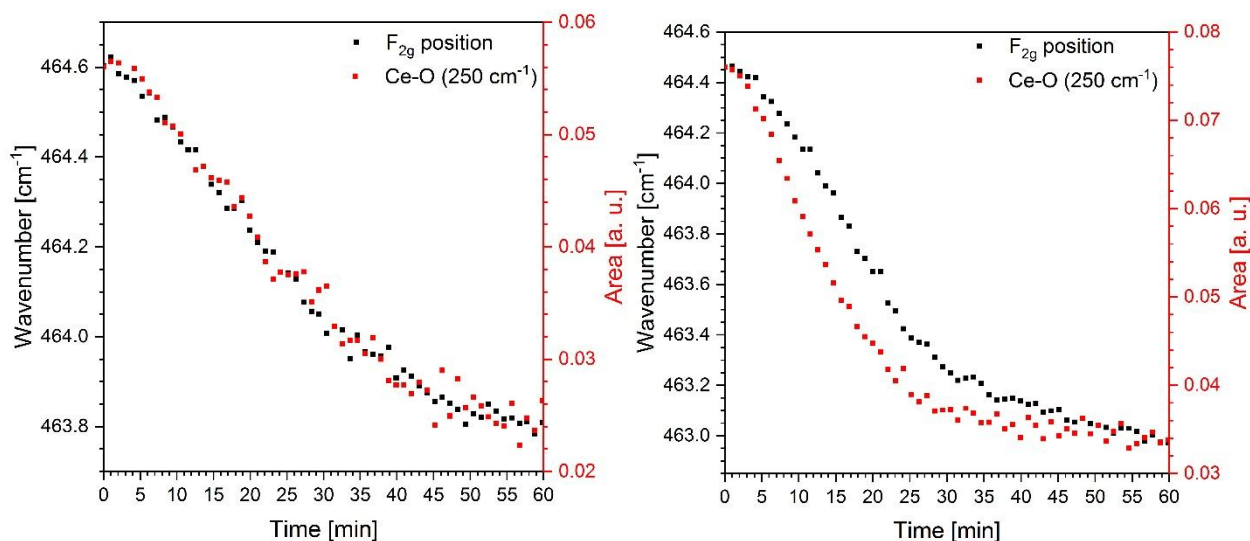 F2g position
Ce-O (250 cm-1)
464.6
464.4
464.2
464.0
463.8
Wavenumber [cm-1]
0.06
0.05
0.04
0.03
0.02
Area [a. u.]
0 5 10 15 20 25 30 35 40 45 50 55 60
Time [min]
F2g position
Ce-O (250 cm-1)
464.6
464.4
464.2
464.0
463.8
463.6
463.4
463.2
463.0
Wavenumber [cm-1]
0.08
0.07
0.06
0.05
0.04
0.03
Area [a. u.]
0 5 10 15 20 25 30 35 40 45 50 55 60
Time [min]